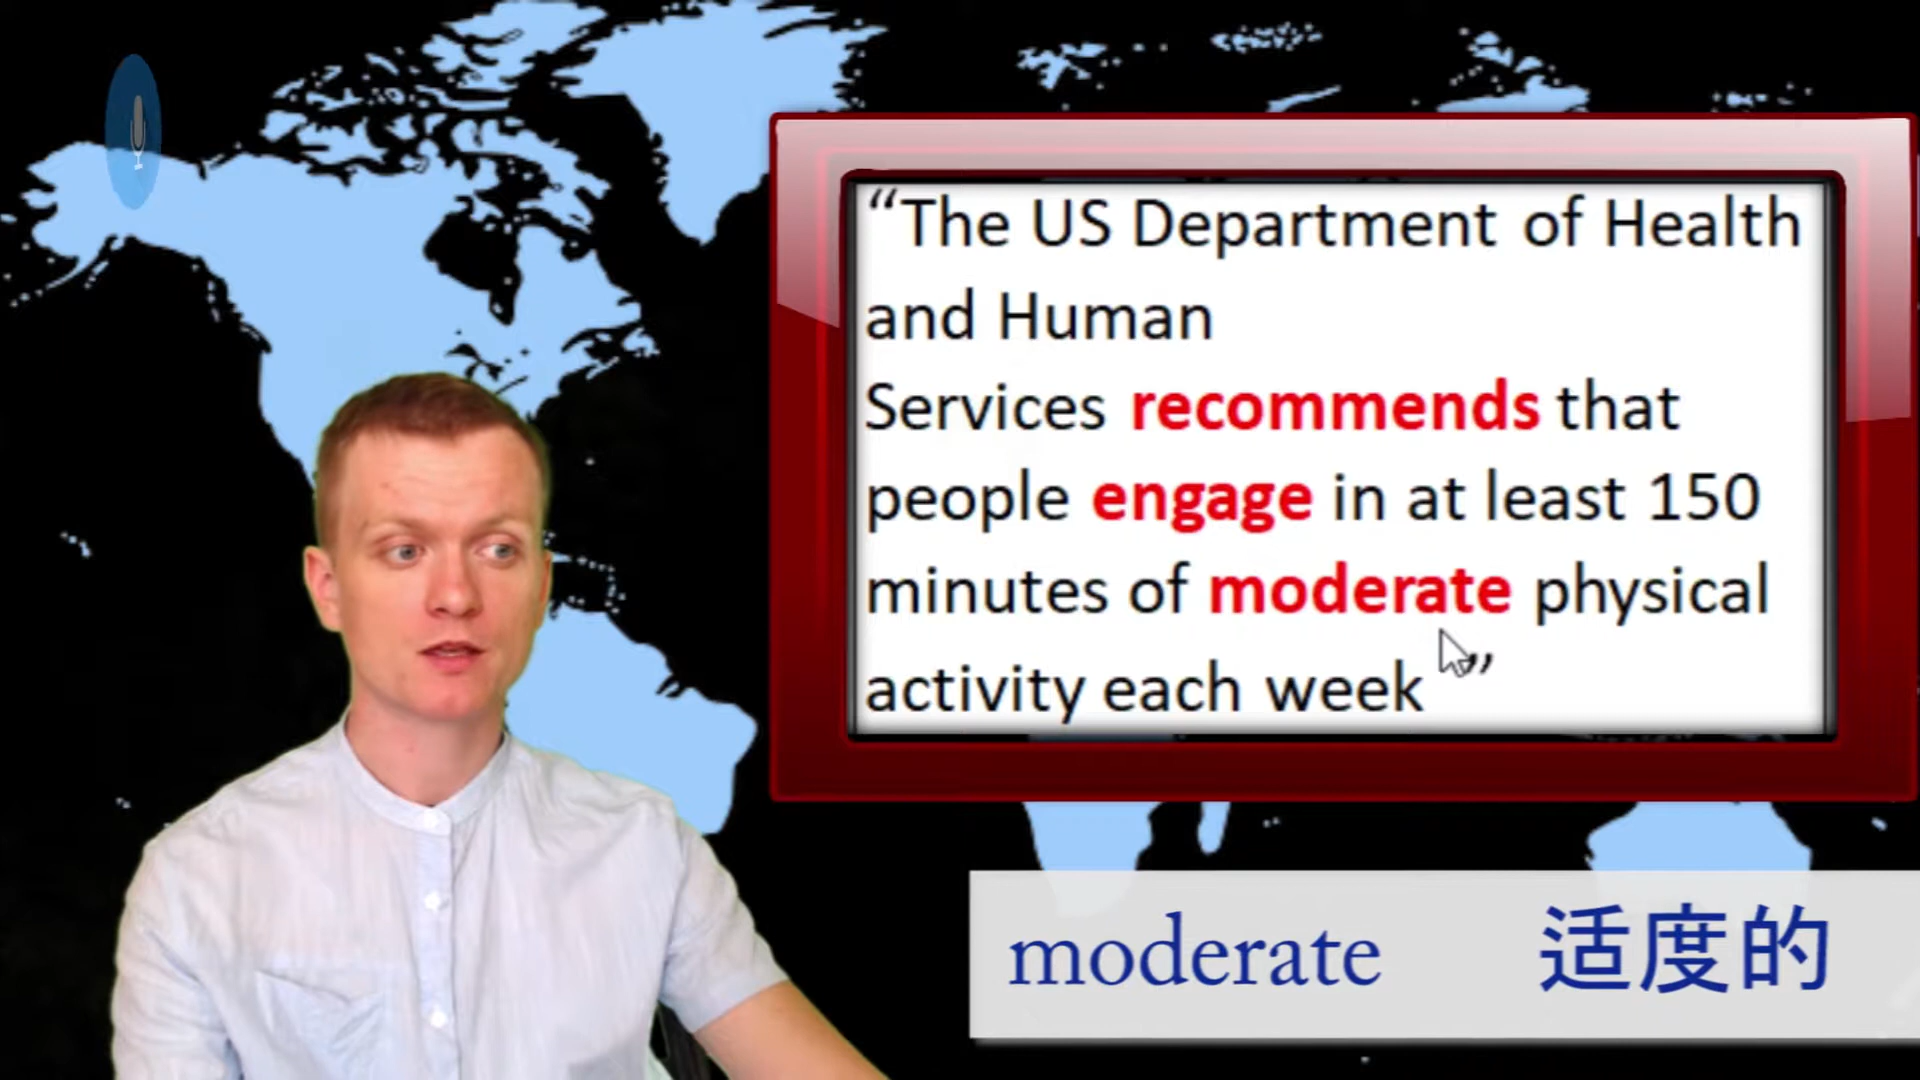 “The US Department of Health
and Human
Services recommends that
people engage in at least 150
minutes of moderate physical
activity each week”
moderate 适度的